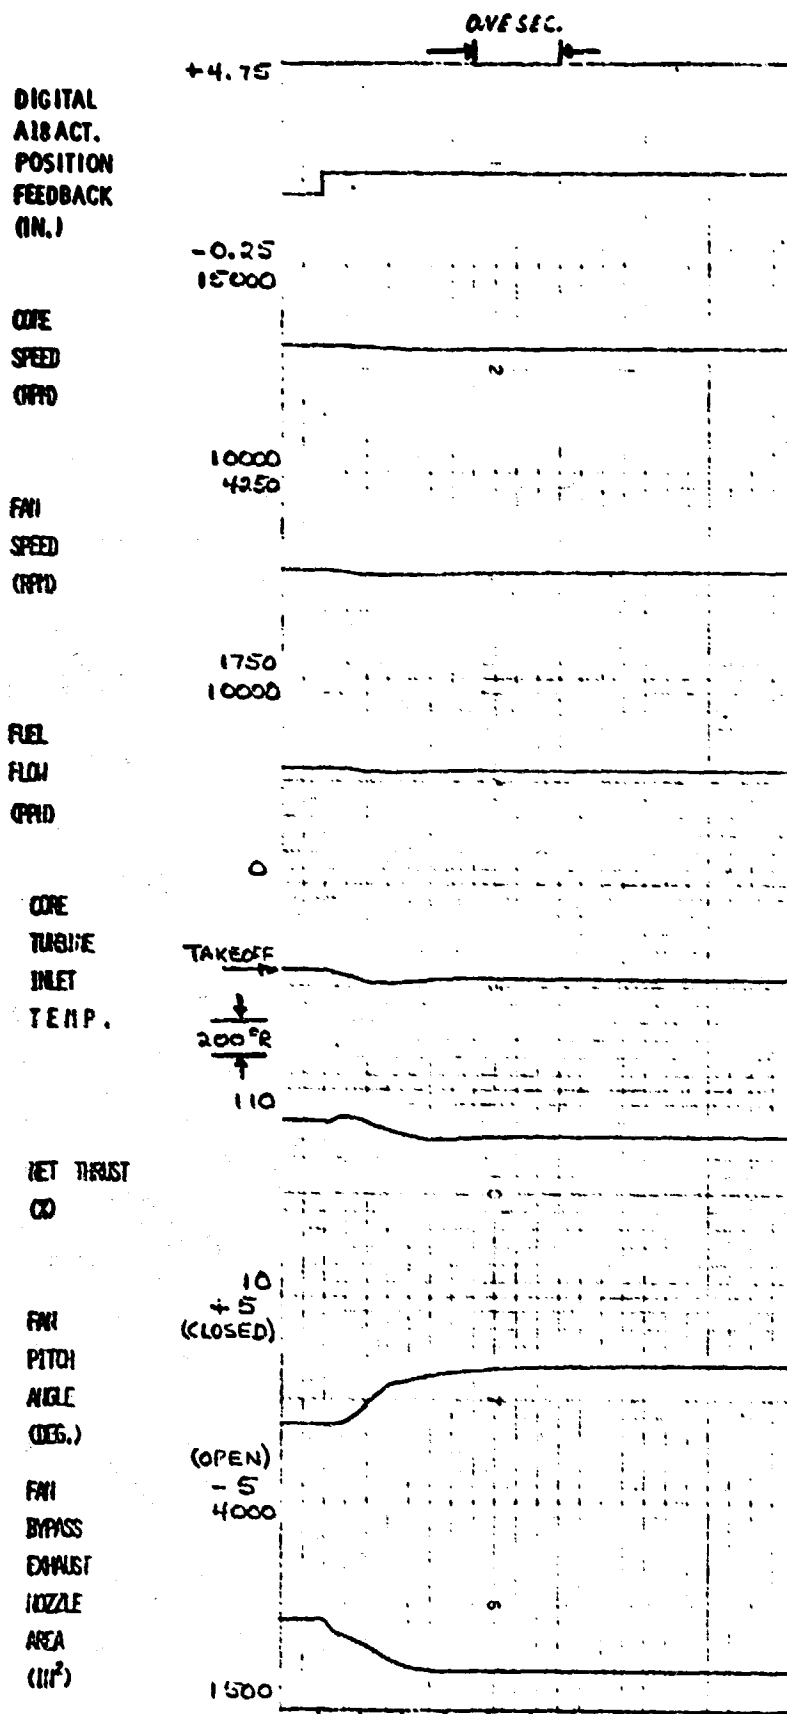 ONE SEC.
+4.75
DIGITAL
A18 ACT.
POSITION
FEEDBACK
(IN.)
-0.25
15000
CORE
SPEED
(RPM)
2
10000
4250
FAN
SPEED
(RPM)
1750
10000
FUEL
FLOW
(PPH)
0
CORE
TURBINE
INLET
TEMP.
TAKEOFF
200°R
110
NET THRUST
(%)
10
+5
(CLOSED)
FAN
PITCH
ANGLE
(DEG.)
(OPEN)
-5
4000
FAN
BYPASS
EXHAUST
NOZZLE
AREA
(IN²)
1500